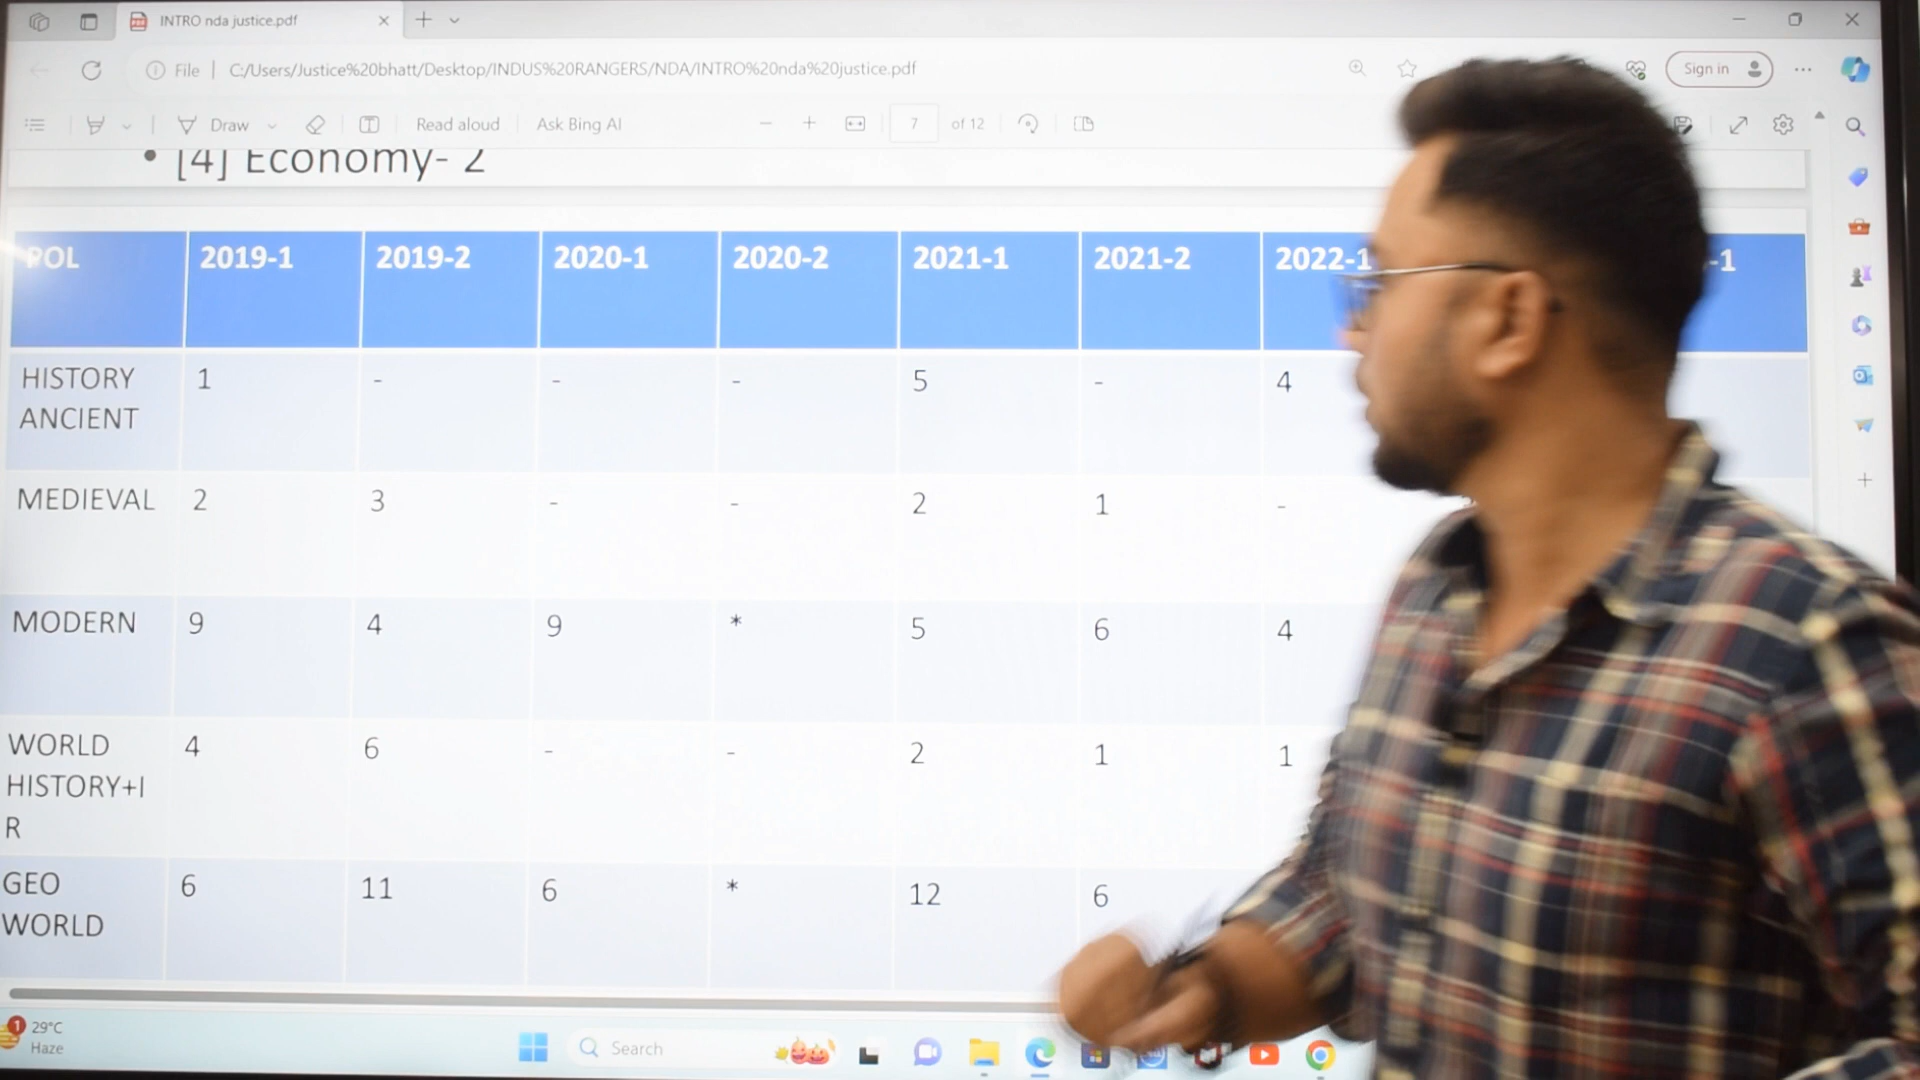 INTRO nda justice.pdf
File | C:/Users/Justice%20bhatt/Desktop/INDUS%20RANGERS/NDA/INTRO%20nda%20justice.pdf
Sign in
Draw Read aloud Ask Bing AI 7 of 12
• [4] Economy- 2
POL 2019-1 2019-2 2020-1 2020-2 2021-1 2021-2 2022-1 -1
HISTORY 1 - - - 5 - 4
ANCIENT
MEDIEVAL 2 3 - - 2 1 -
MODERN 9 4 9 * 5 6 4
WORLD 4 6 - - 2 1 1
HISTORY+I
R
GEO 6 11 6 * 12 6
WORLD
1 29°C
Haze
Search